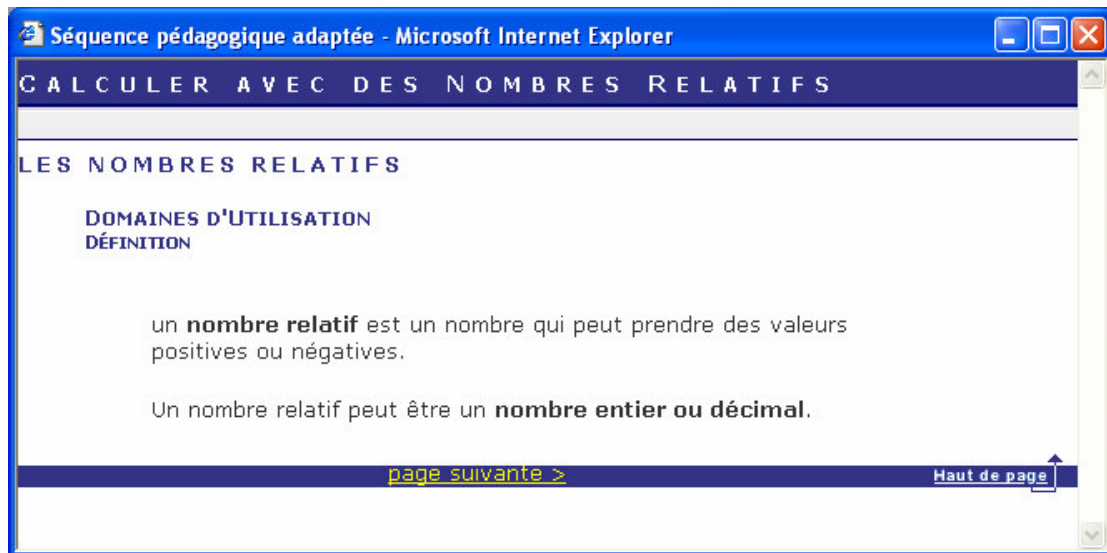 Séquence pédagogique adaptée - Microsoft Internet Explorer
CALCULER AVEC DES NOMBRES RELATIFS
LES NOMBRES RELATIFS
DOMAINES D'UTILISATION
DÉFINITION
un nombre relatif est un nombre qui peut prendre des valeurs
positives ou négatives.
Un nombre relatif peut être un nombre entier ou décimal.
page suivante >
Haut de page